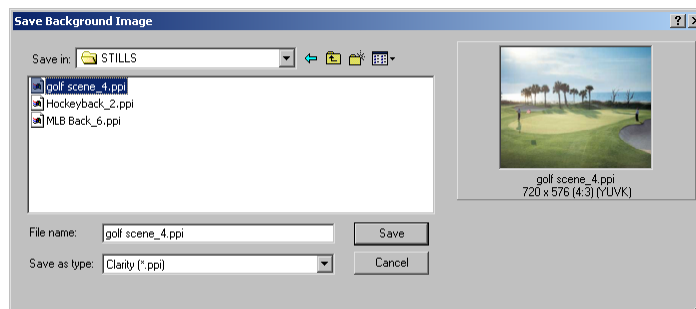 Save Background Image
Save in: STILLS
golf scene_4.ppi
Hockeyback_2.ppi
MLB Back_6.ppi
golf scene_4.ppi
720 x 576 (4:3) (YUVK)
File name: golf scene_4.ppi Save
Save as type: Clarity (*.ppi) Cancel